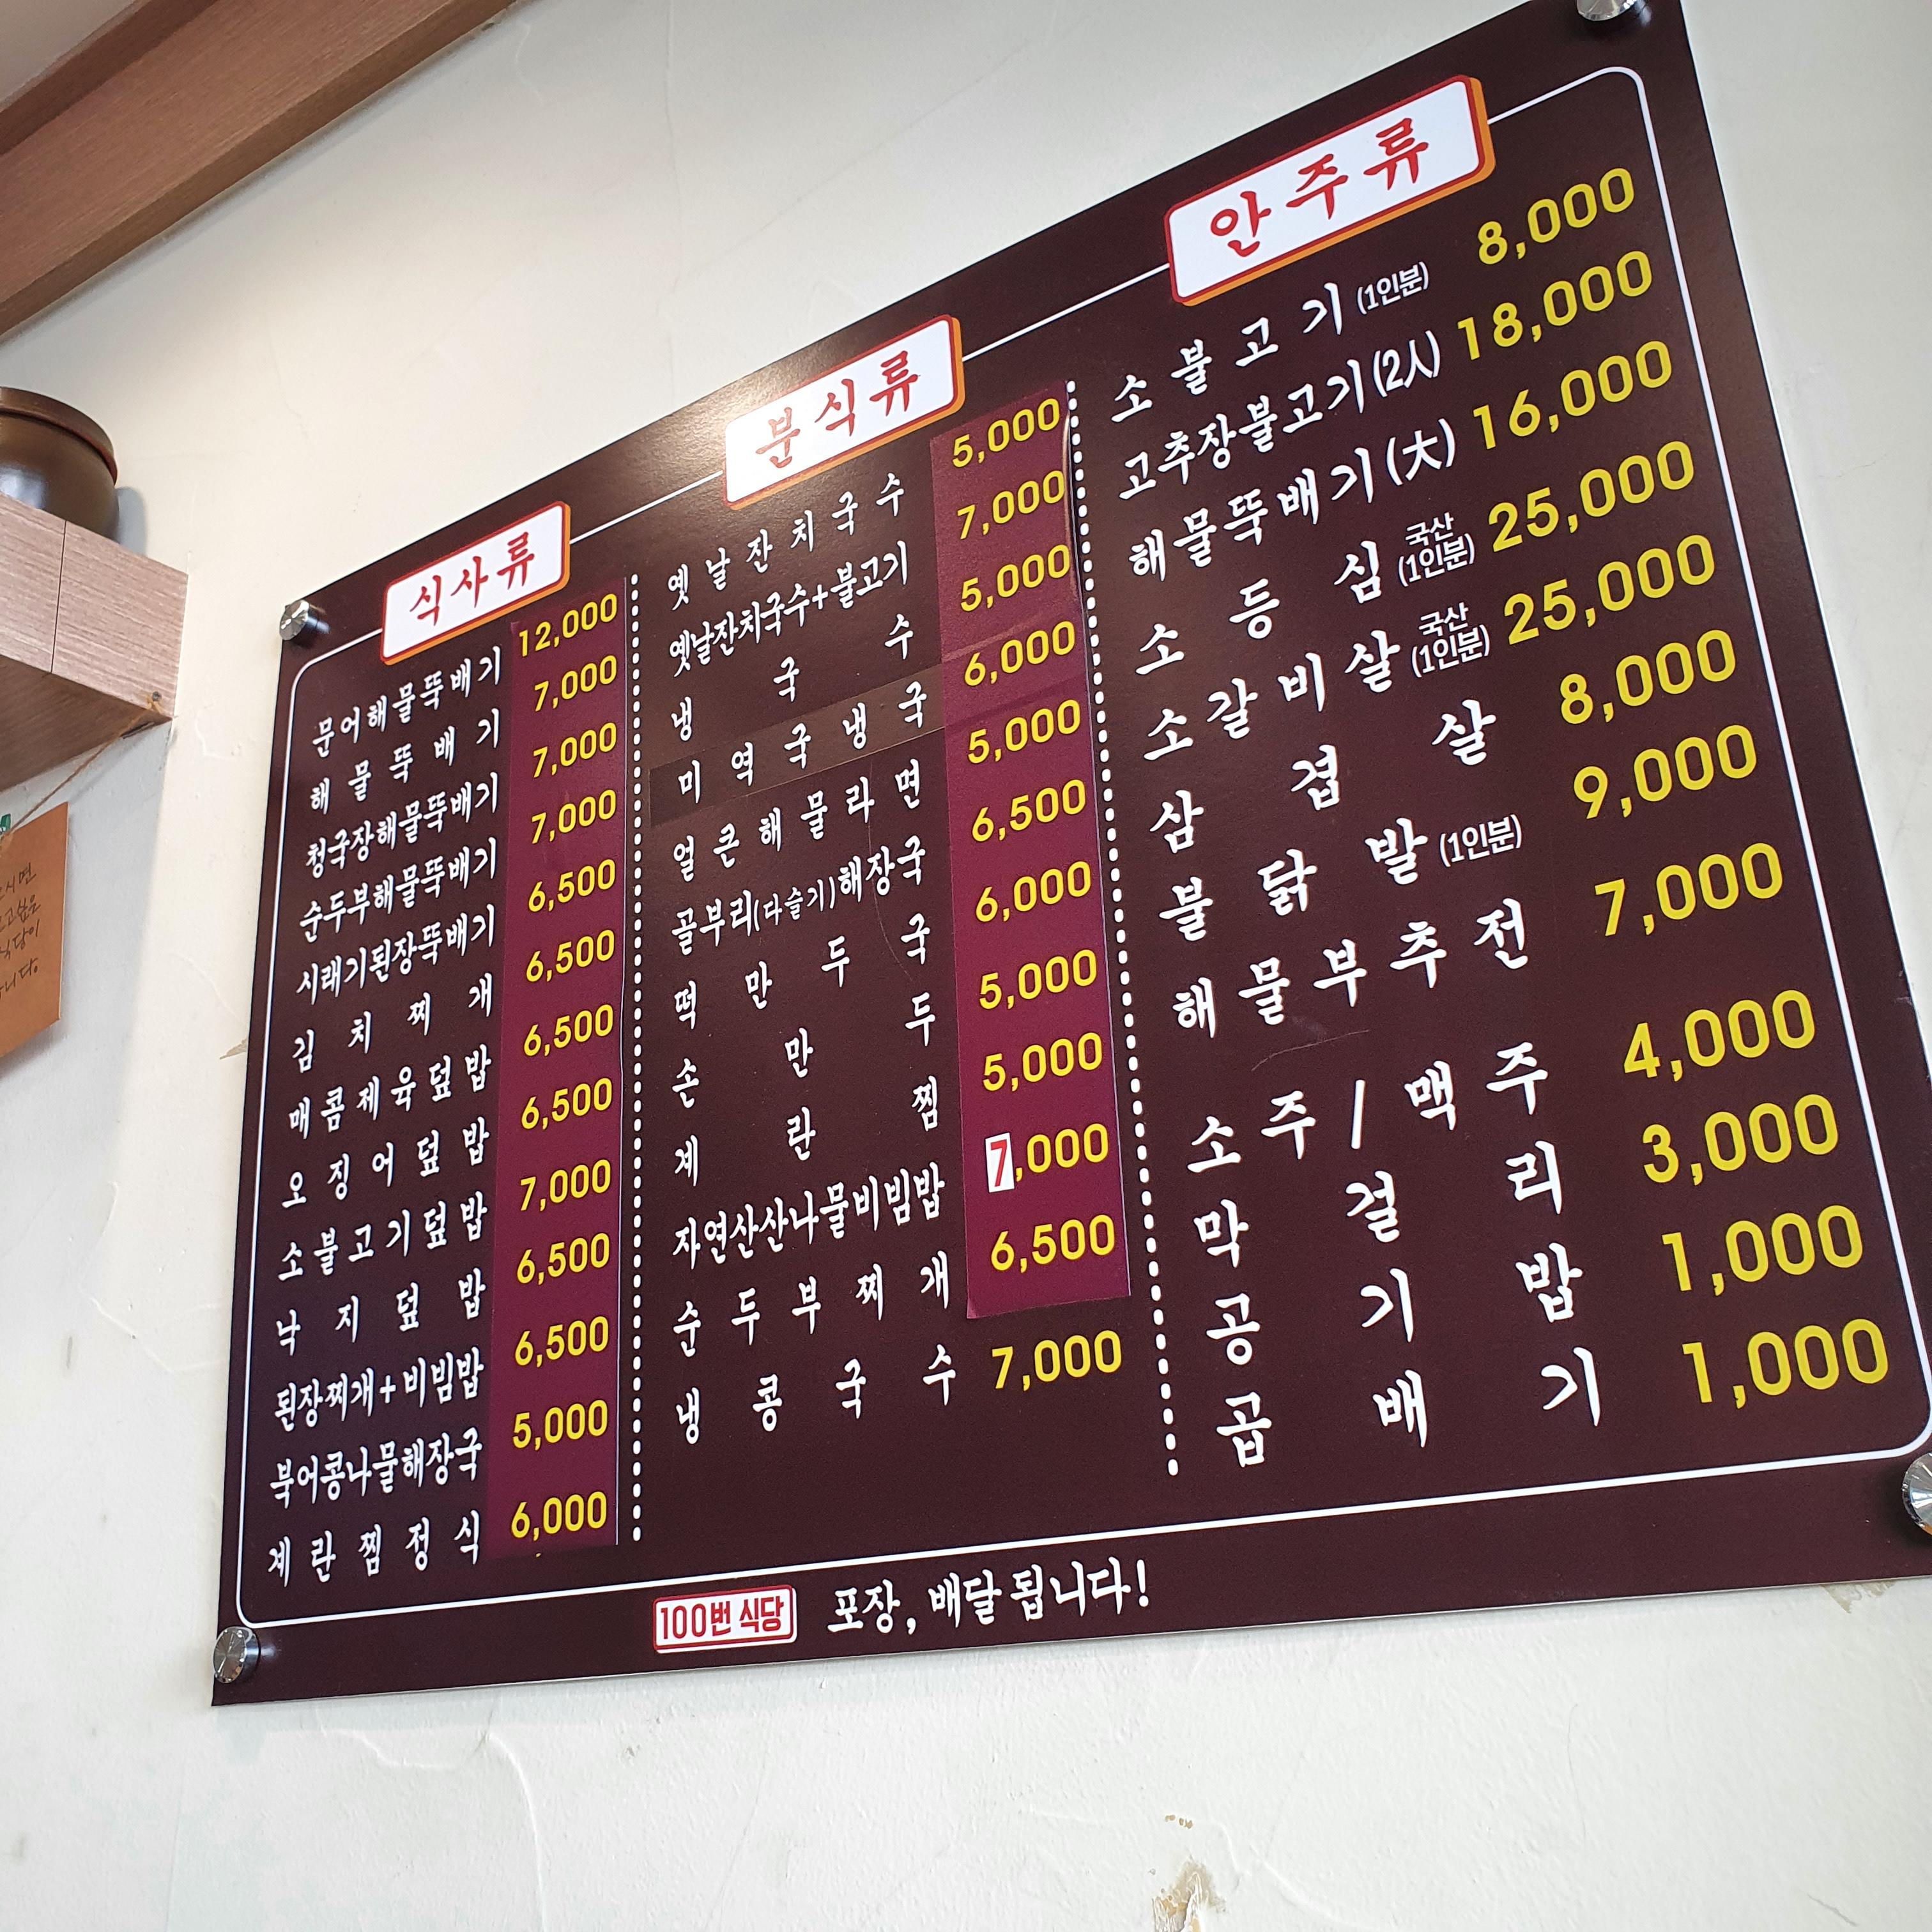 식사류
문어해물뚝배기 12,000
해물뚝배기 7,000
청국장해물뚝배기 7,000
순두부해물뚝배기 7,000
시래기된장뚝배기 6,500
김치찌개 6,500
매콤제육덮밥 6,500
오징어덮밥 6,500
소불고기덮밥 7,000
낙지덮밥 6,500
된장찌개+비빔밥 6,500
북어콩나물해장국 5,000
계란찜정식 6,000
분식류
옛날잔치국수 5,000
옛날잔치국수+불고기 7,000
냉국수 5,000
미역국냉국 6,000
얼큰해물라면 5,000
골부리(다슬기)해장국 6,500
떡만두국 6,000
손만두 5,000
계란찜 5,000
자연산산나물비빔밥 7,000
순두부찌개 6,500
냉콩국수 7,000
안주류
소불고기(1인분) 8,000
고추장불고기(2人) 18,000
해물뚝배기(大) 16,000
소등심 국산(1인분) 25,000
소갈비살 국산(1인분) 25,000
삼겹살 8,000
불닭발(1인분) 9,000
해물부추전 7,000
소주/맥주 4,000
막걸리 3,000
공기밥 1,000
곱배기 1,000
100번 식당 포장, 배달 됩니다!